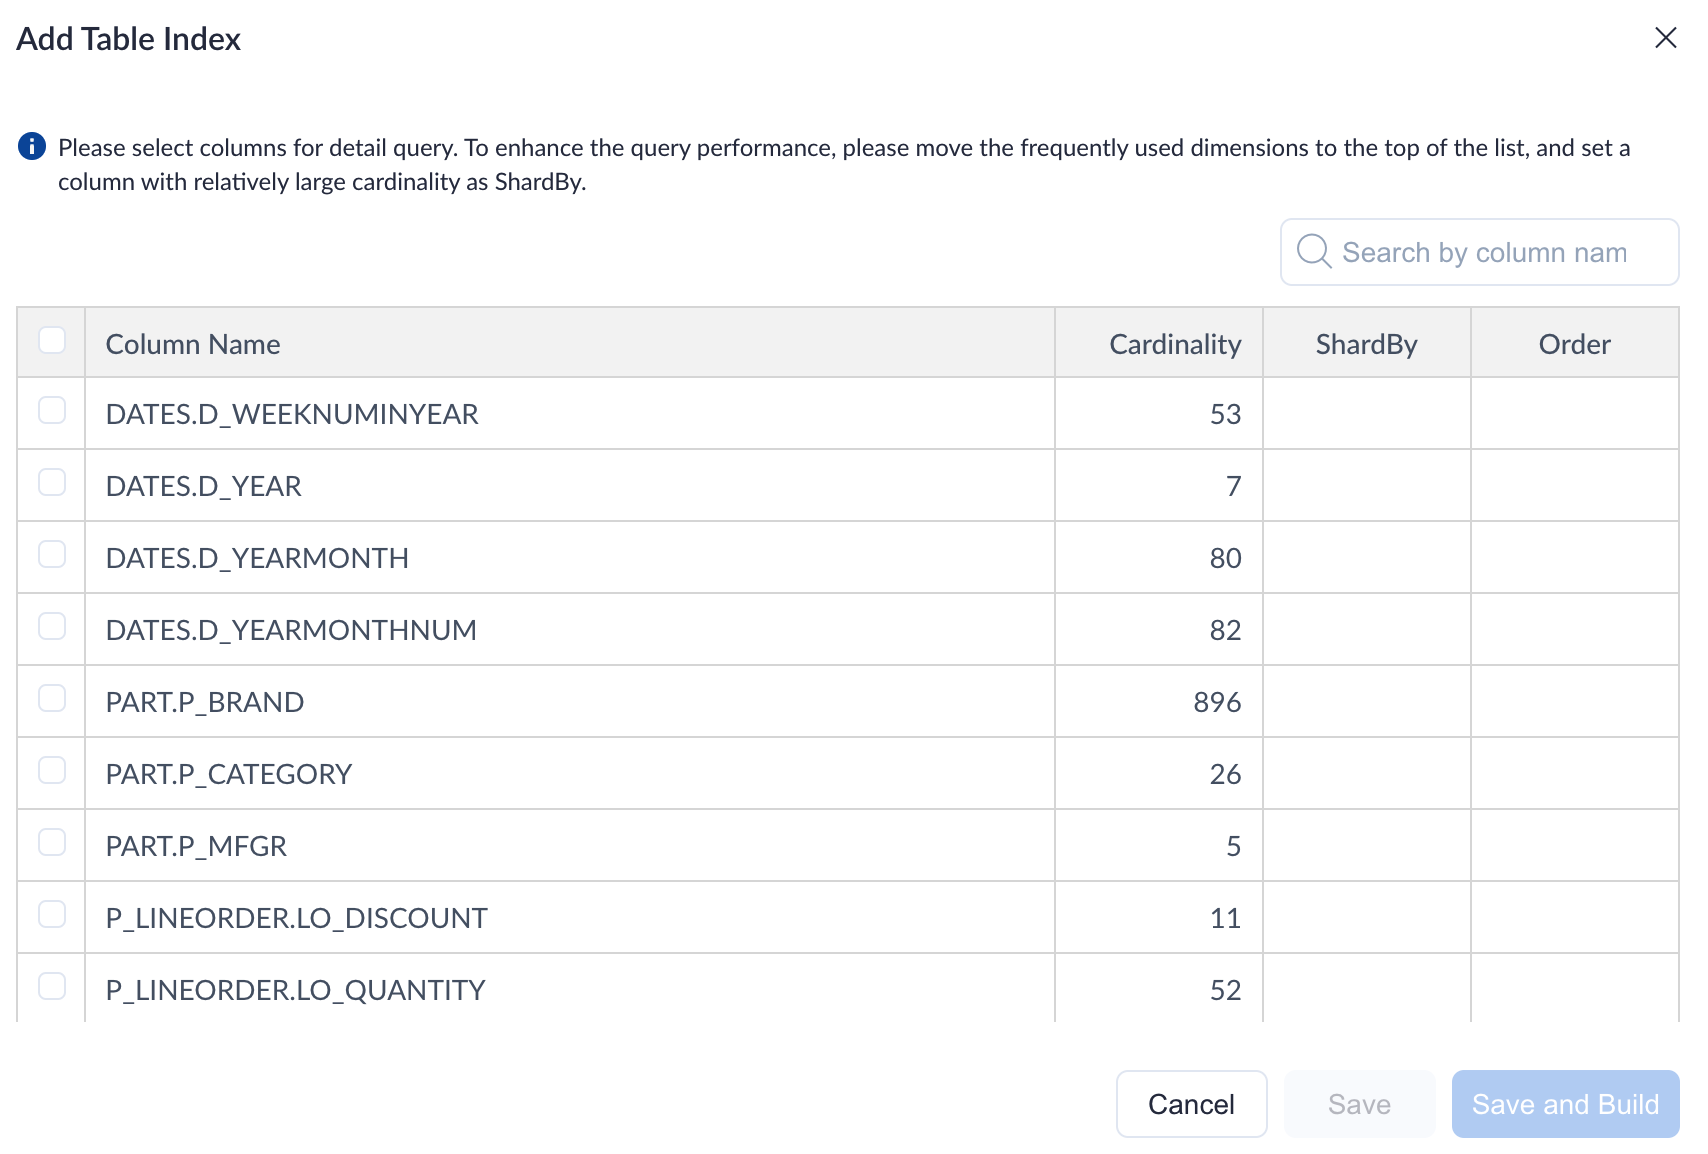 Add Table Index
Please select columns for detail query. To enhance the query performance, please move the frequently used dimensions to the top of the list, and set a
column with relatively large cardinality as ShardBy.
Search by column nam
Column Name Cardinality ShardBy Order
DATES.D_WEEKNUMINYEAR 53
DATES.D_YEAR 7
DATES.D_YEARMONTH 80
DATES.D_YEARMONTHNUM 82
PART.P_BRAND 896
PART.P_CATEGORY 26
PART.P_MFGR 5
P_LINEORDER.LO_DISCOUNT 11
P_LINEORDER.LO_QUANTITY 52
Cancel Save Save and Build